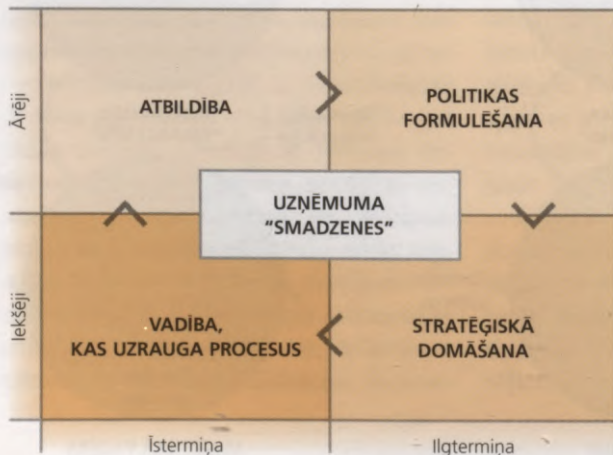 Ārēji
ATBILDĪBA
POLITIKAS
FORMULĒŠANA
UZŅĒMUMA
"SMADZENES"
Iekšēji
VADĪBA,
KAS UZRAUGA PROCESUS
STRATĒĢISKĀ
DOMĀŠANA
Īstermiņa
Ilgtermiņa